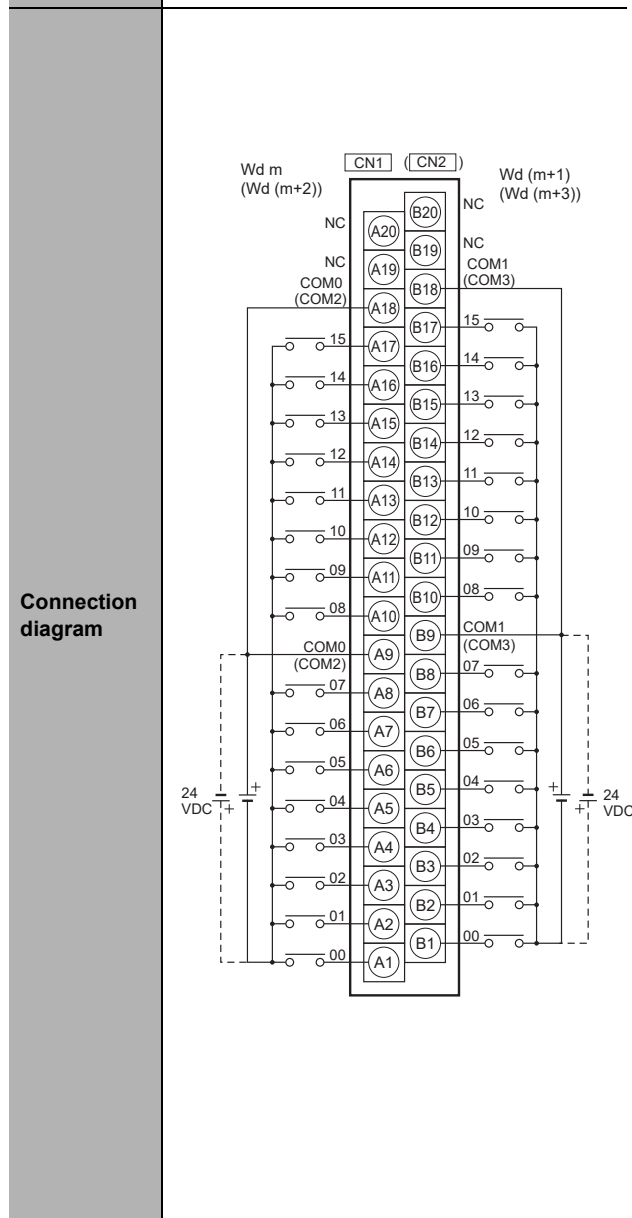 Connection
diagram
CN1 (CN2)
Wd m
(Wd (m+2))
Wd (m+1)
(Wd (m+3))
B20 NC
NC A20
B19 NC
NC A19
COM1
(COM3) B18
COM0
(COM2) A18
B17 15
15 A17
B16 14
14 A16
B15 13
13 A15
B14 12
12 A14
B13 11
11 A13
B12 10
10 A12
B11 09
09 A11
B10 08
08 A10
B9 COM1
(COM3)
COM0
(COM2) A9
B8 07
07 A8
B7 06
06 A7
B6 05
05 A6
B5 04
24
VDC + +
04 A5
+ + 24
VDC
B4 03
03 A4
B3 02
02 A3
B2 01
01 A2
B1 00
00 A1